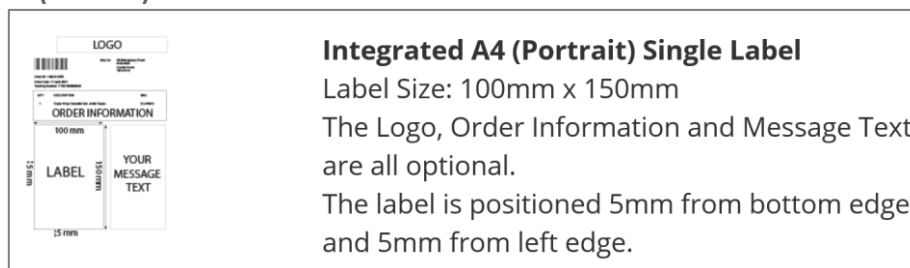 LOGO
ORDER INFORMATION
100 mm
5 mm
LABEL
150 mm
YOUR
MESSAGE
TEXT
5 mm
Integrated A4 (Portrait) Single Label
Label Size: 100mm x 150mm
The Logo, Order Information and Message Text
are all optional.
The label is positioned 5mm from bottom edge
and 5mm from left edge.